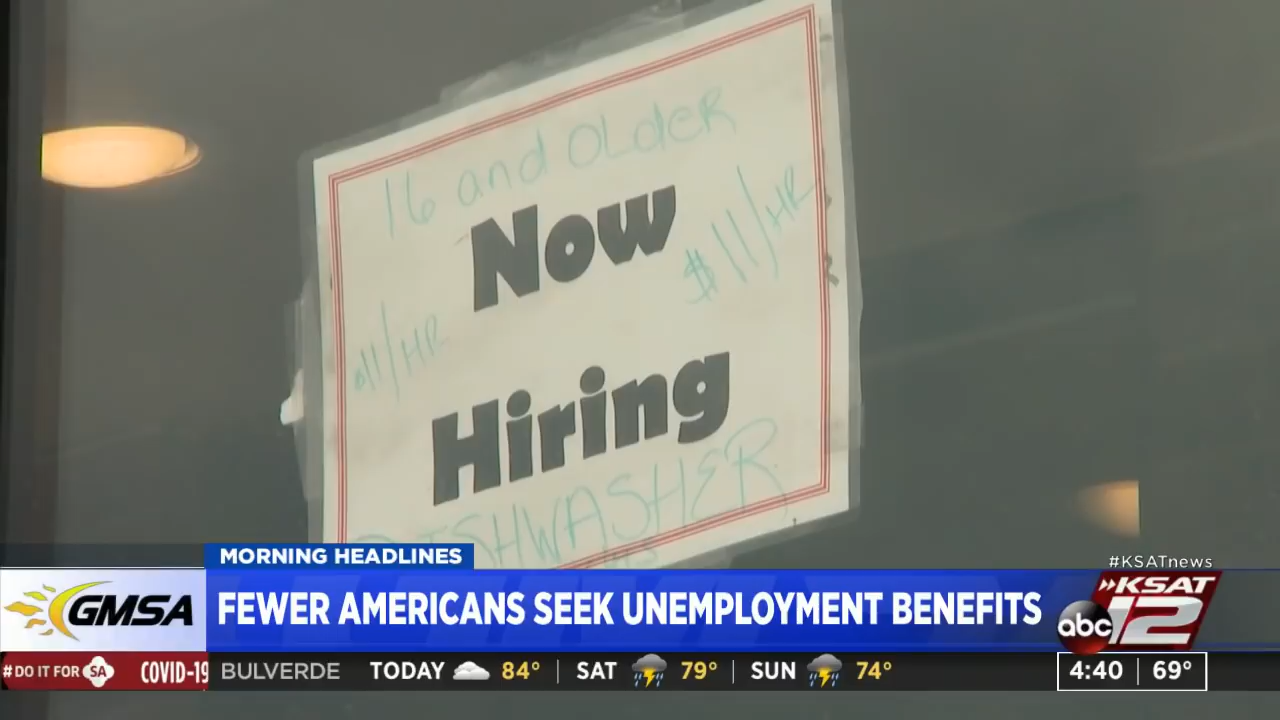 16 and OLder
Now
$11/HR
$11/HR
Hiring
DISHWASHER
MORNING HEADLINES
#KSATnews
GMSA
FEWER AMERICANS SEEK UNEMPLOYMENT BENEFITS
abc
KSAT
12
#DO IT FOR SA
COVID-19
BULVERDE
TODAY 84° | SAT 79° | SUN 74°
4:40 | 69°